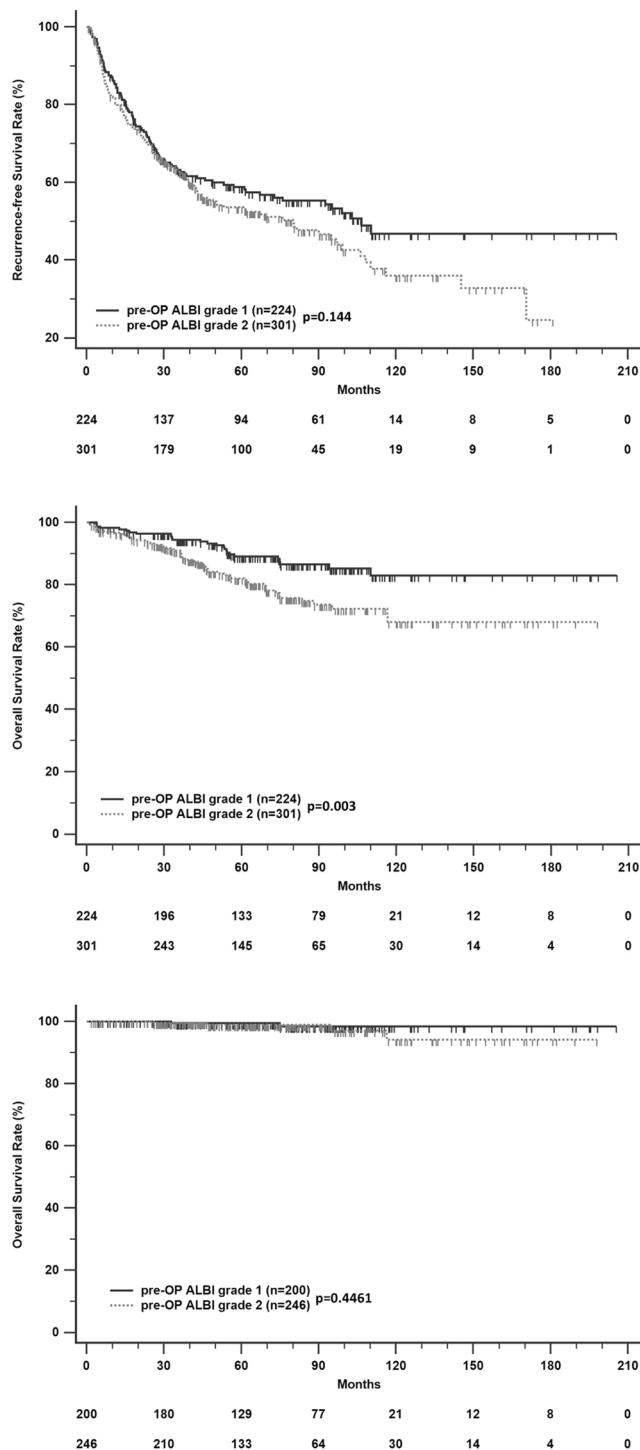 100
80
60
40
20
Recurrence-free Survival Rate (%)
pre-OP ALBI grade 1 (n=224)
pre-OP ALBI grade 2 (n=301)
p=0.144
0 30 60 90 120 150 180 210
Months
224 137 94 61 14 8 5 0
301 179 100 45 19 9 1 0
100
80
60
40
20
0
Overall Survival Rate (%)
pre-OP ALBI grade 1 (n=224)
pre-OP ALBI grade 2 (n=301)
p=0.003
0 30 60 90 120 150 180 210
Months
224 196 133 79 21 12 8 0
301 243 145 65 30 14 4 0
100
80
60
40
20
0
Overall Survival Rate (%)
pre-OP ALBI grade 1 (n=200)
pre-OP ALBI grade 2 (n=246)
p=0.4461
0 30 60 90 120 150 180 210
Months
200 180 129 77 21 12 8 0
246 210 133 64 30 14 4 0